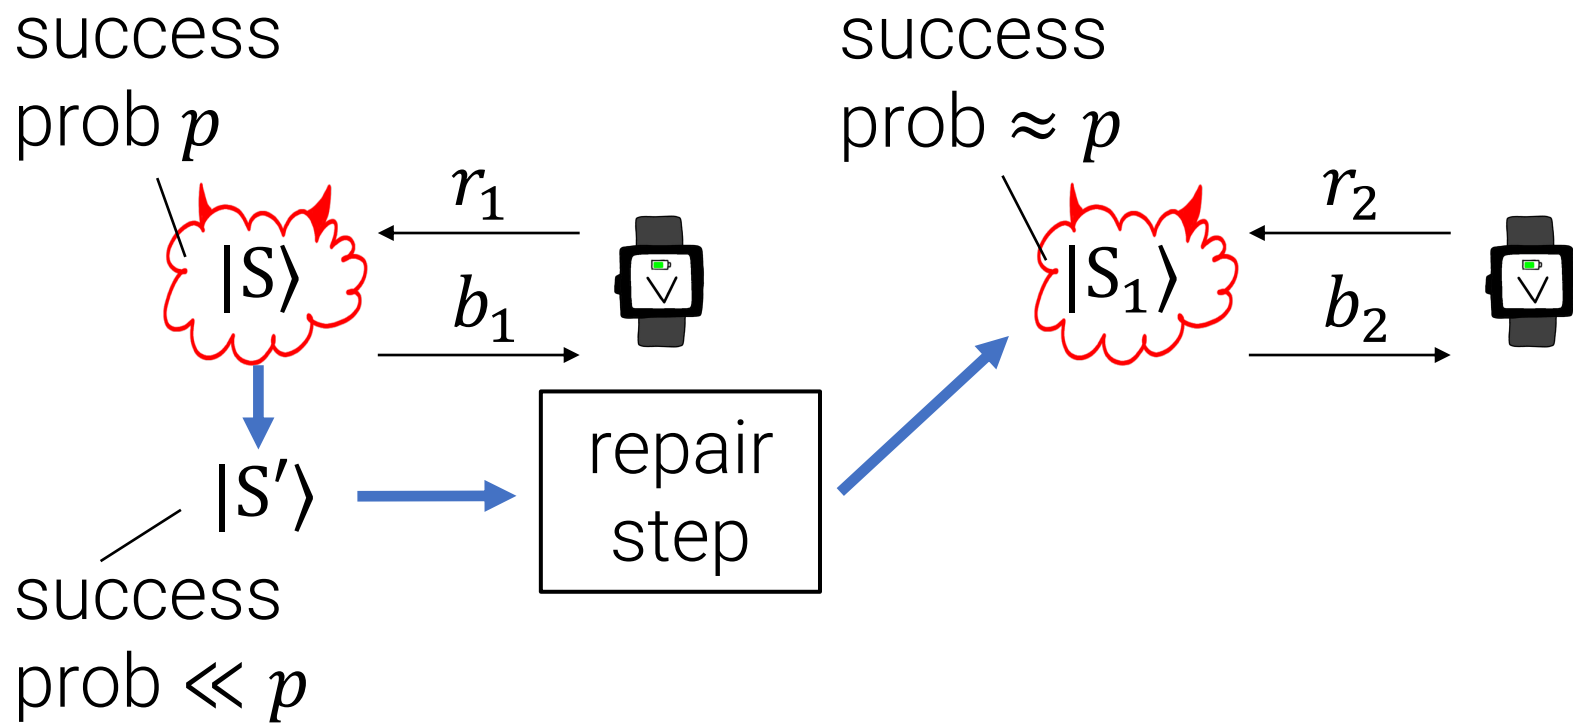 success
prob p
r₁
|S⟩
b₁
V
|S′⟩
success
prob ≪ p
repair
step
success
prob ≈ p
r₂
|S₁⟩
b₂
V